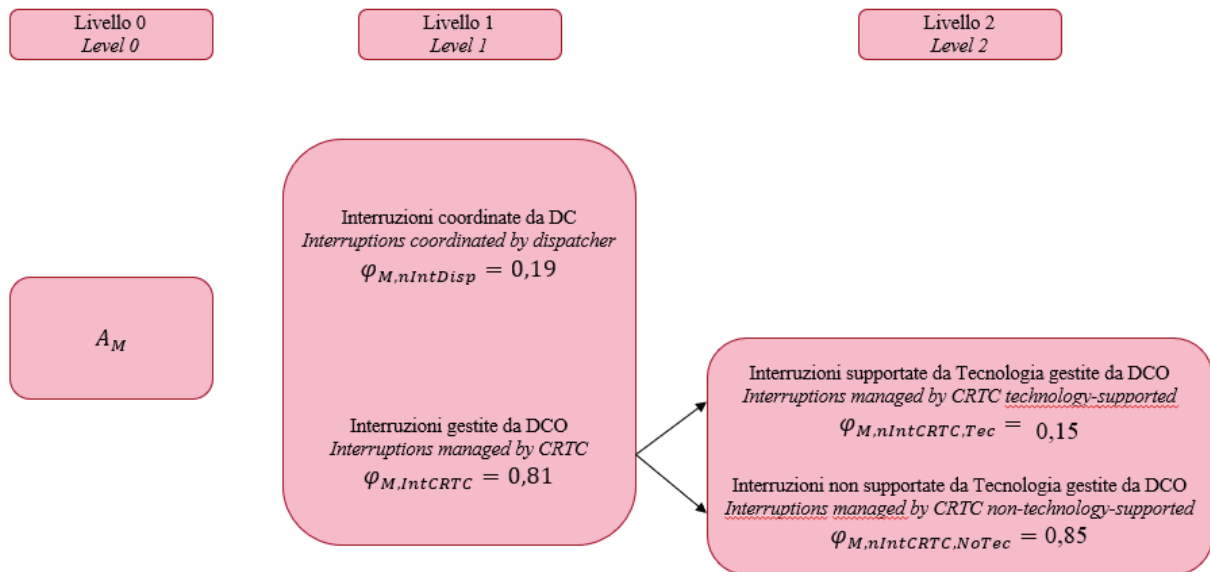 Livello 0
Level 0
Livello 1
Level 1
Livello 2
Level 2
Interruzioni coordinate da DC
Interruptions coordinated by dispatcher
φ_{M,nIntDisp} = 0,19
A_M
Interruzioni gestite da DCO
Interruptions managed by CRTC
φ_{M,IntCRTC} = 0,81
Interruzioni supportate da Tecnologia gestite da DCO
Interruptions managed by CRTC technology-supported
φ_{M,nIntCRTC,Tec} = 0,15
Interruzioni non supportate da Tecnologia gestite da DCO
Interruptions managed by CRTC non-technology-supported
φ_{M,nIntCRTC,NoTec} = 0,85